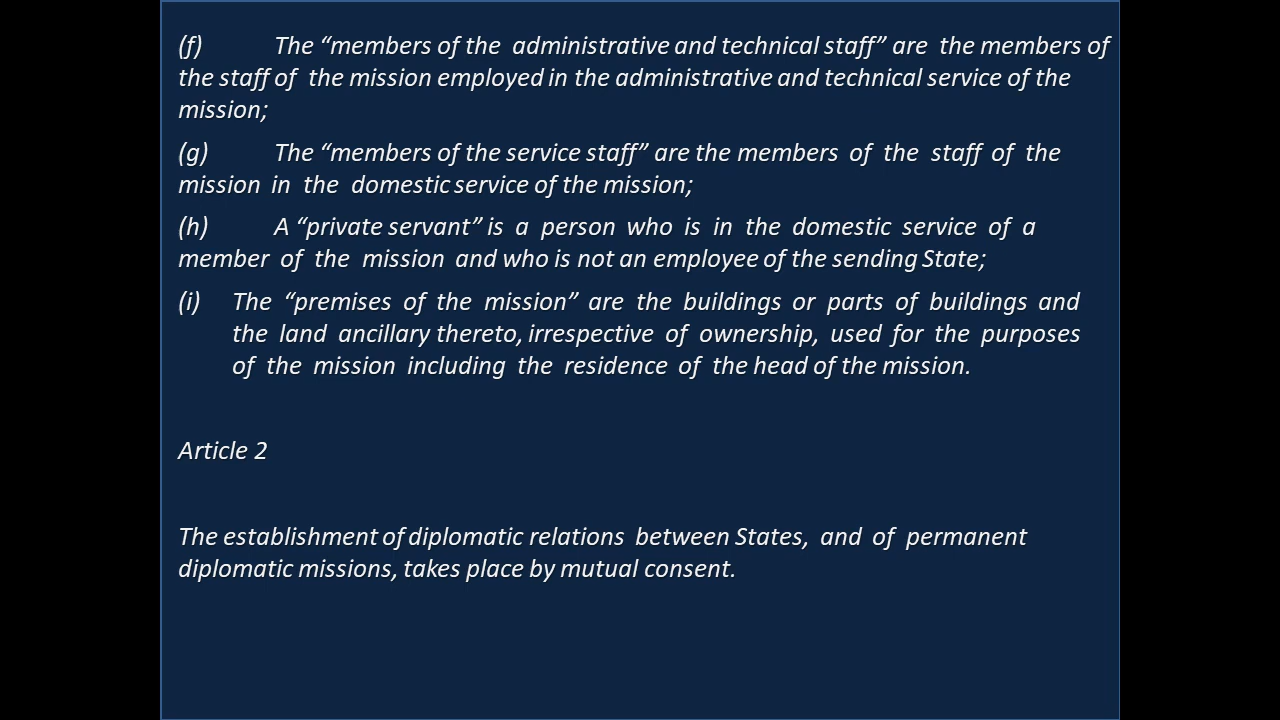 (f) The “members of the administrative and technical staff” are the members of
the staff of the mission employed in the administrative and technical service of the
mission;
(g) The “members of the service staff” are the members of the staff of the
mission in the domestic service of the mission;
(h) A “private servant” is a person who is in the domestic service of a
member of the mission and who is not an employee of the sending State;
(i) The “premises of the mission” are the buildings or parts of buildings and
the land ancillary thereto, irrespective of ownership, used for the purposes
of the mission including the residence of the head of the mission.
Article 2
The establishment of diplomatic relations between States, and of permanent
diplomatic missions, takes place by mutual consent.